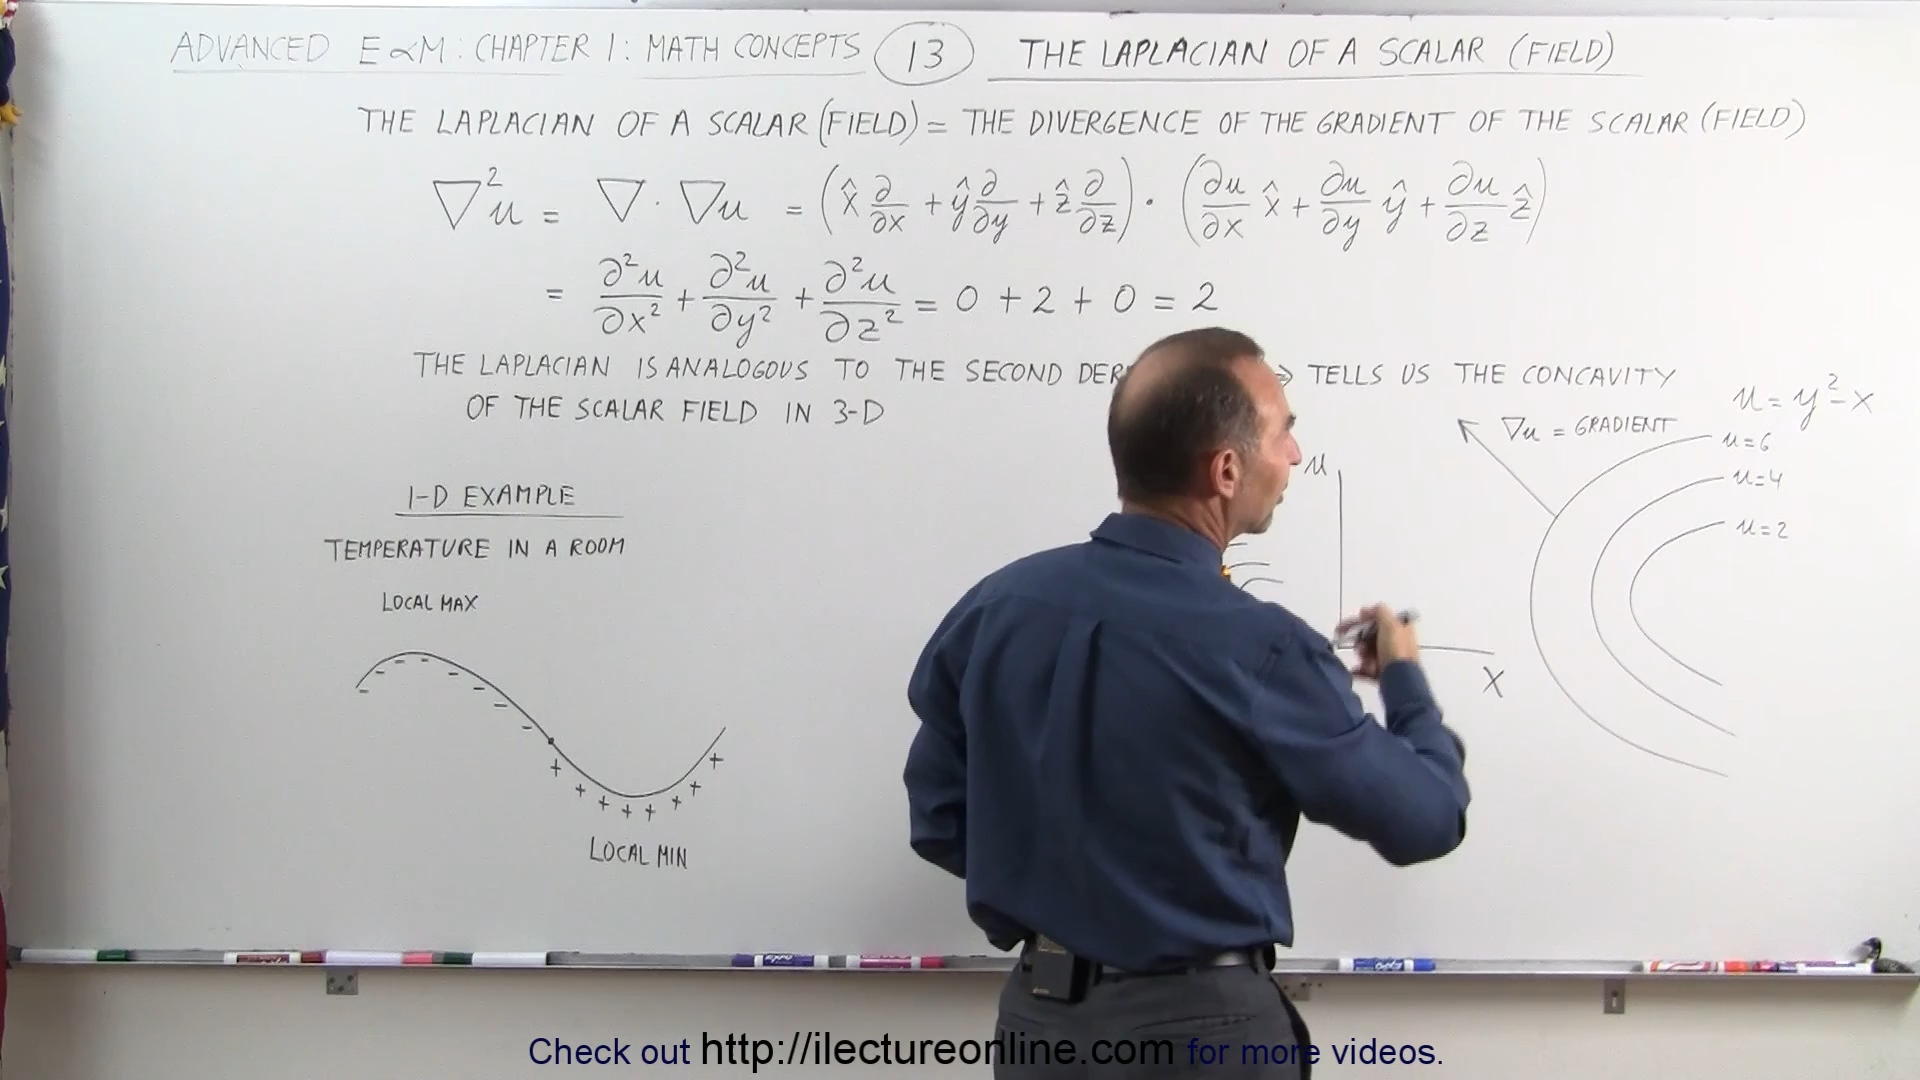 ADVANCED E∝M: CHAPTER 1: MATH CONCEPTS 13 THE LAPLACIAN OF A SCALAR (FIELD)
THE LAPLACIAN OF A SCALAR (FIELD) = THE DIVERGENCE OF THE GRADIENT OF THE SCALAR (FIELD)
∇²u = ∇ · ∇u = (x̂ ∂/∂x + ŷ ∂/∂y + ẑ ∂/∂z) · (∂u/∂x x̂ + ∂u/∂y ŷ + ∂u/∂z ẑ)
= ∂²u/∂x² + ∂²u/∂y² + ∂²u/∂z² = 0 + 2 + 0 = 2
THE LAPLACIAN IS ANALOGOUS TO THE SECOND DER ⇒ TELLS US THE CONCAVITY
OF THE SCALAR FIELD IN 3-D
u = y² - x
∇u = GRADIENT
u = 6
u = 4
u = 2
u
x
1-D EXAMPLE
TEMPERATURE IN A ROOM
LOCAL MAX
- - - - - - - -
+ + + + + + + +
LOCAL MIN
Check out http://ilectureonline.com for more videos.